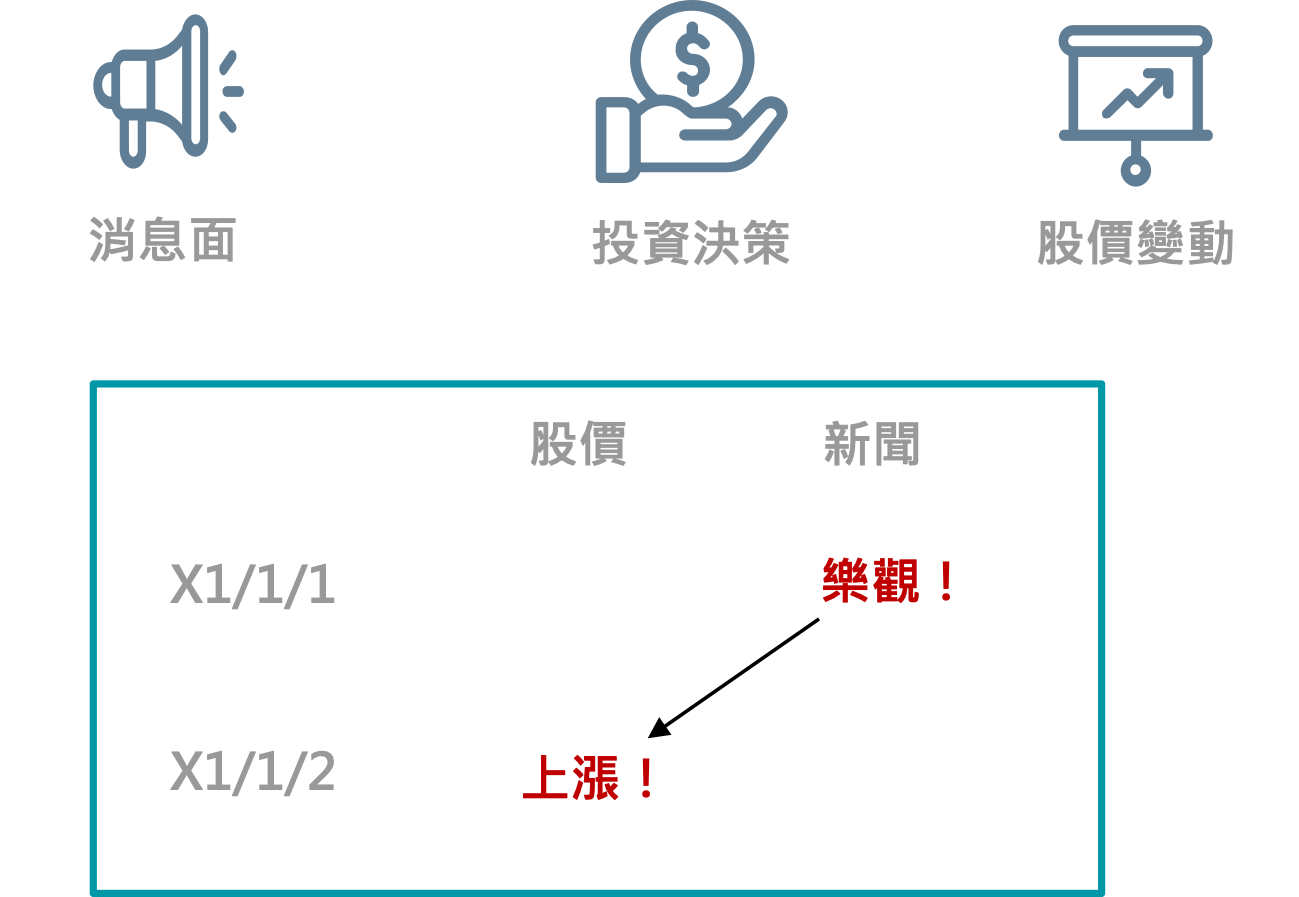 消息面
投資決策
股價變動
股價
新聞
X1/1/1
樂觀！
X1/1/2
上漲！